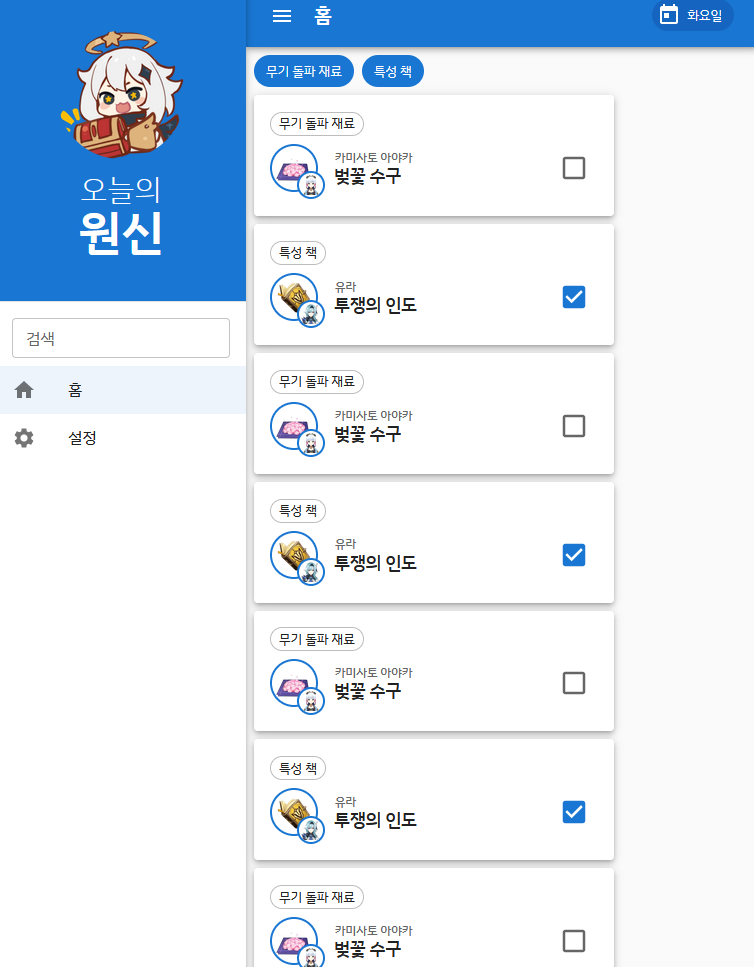 오늘의
원신
검색
홈
설정
홈
화요일
무기 돌파 재료
특성 책
무기 돌파 재료
카미사토 아야카
벚꽃 수구
특성 책
유라
투쟁의 인도
무기 돌파 재료
카미사토 아야카
벚꽃 수구
특성 책
유라
투쟁의 인도
무기 돌파 재료
카미사토 아야카
벚꽃 수구
특성 책
유라
투쟁의 인도
무기 돌파 재료
카미사토 아야카
벚꽃 수구